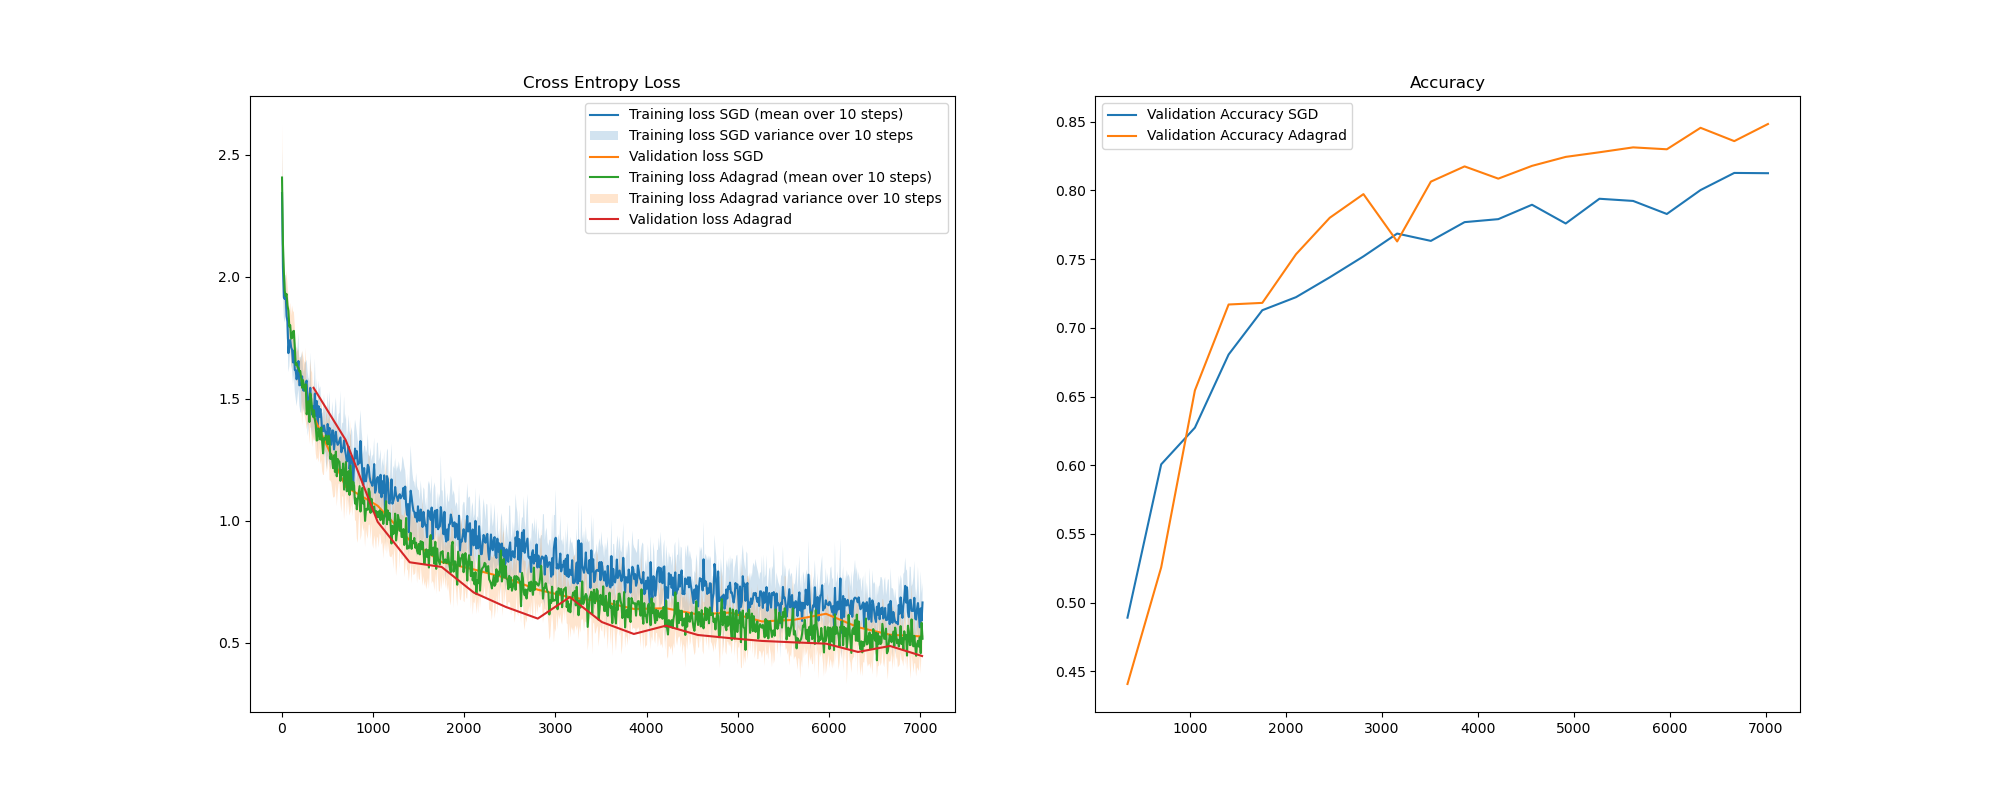 Cross Entropy Loss
Training loss SGD (mean over 10 steps)
Training loss SGD variance over 10 steps
Validation loss SGD
Training loss Adagrad (mean over 10 steps)
Training loss Adagrad variance over 10 steps
Validation loss Adagrad
2.5
2.0
1.5
1.0
0.5
0 1000 2000 3000 4000 5000 6000 7000
Accuracy
Validation Accuracy SGD
Validation Accuracy Adagrad
0.85
0.80
0.75
0.70
0.65
0.60
0.55
0.50
0.45
1000 2000 3000 4000 5000 6000 7000